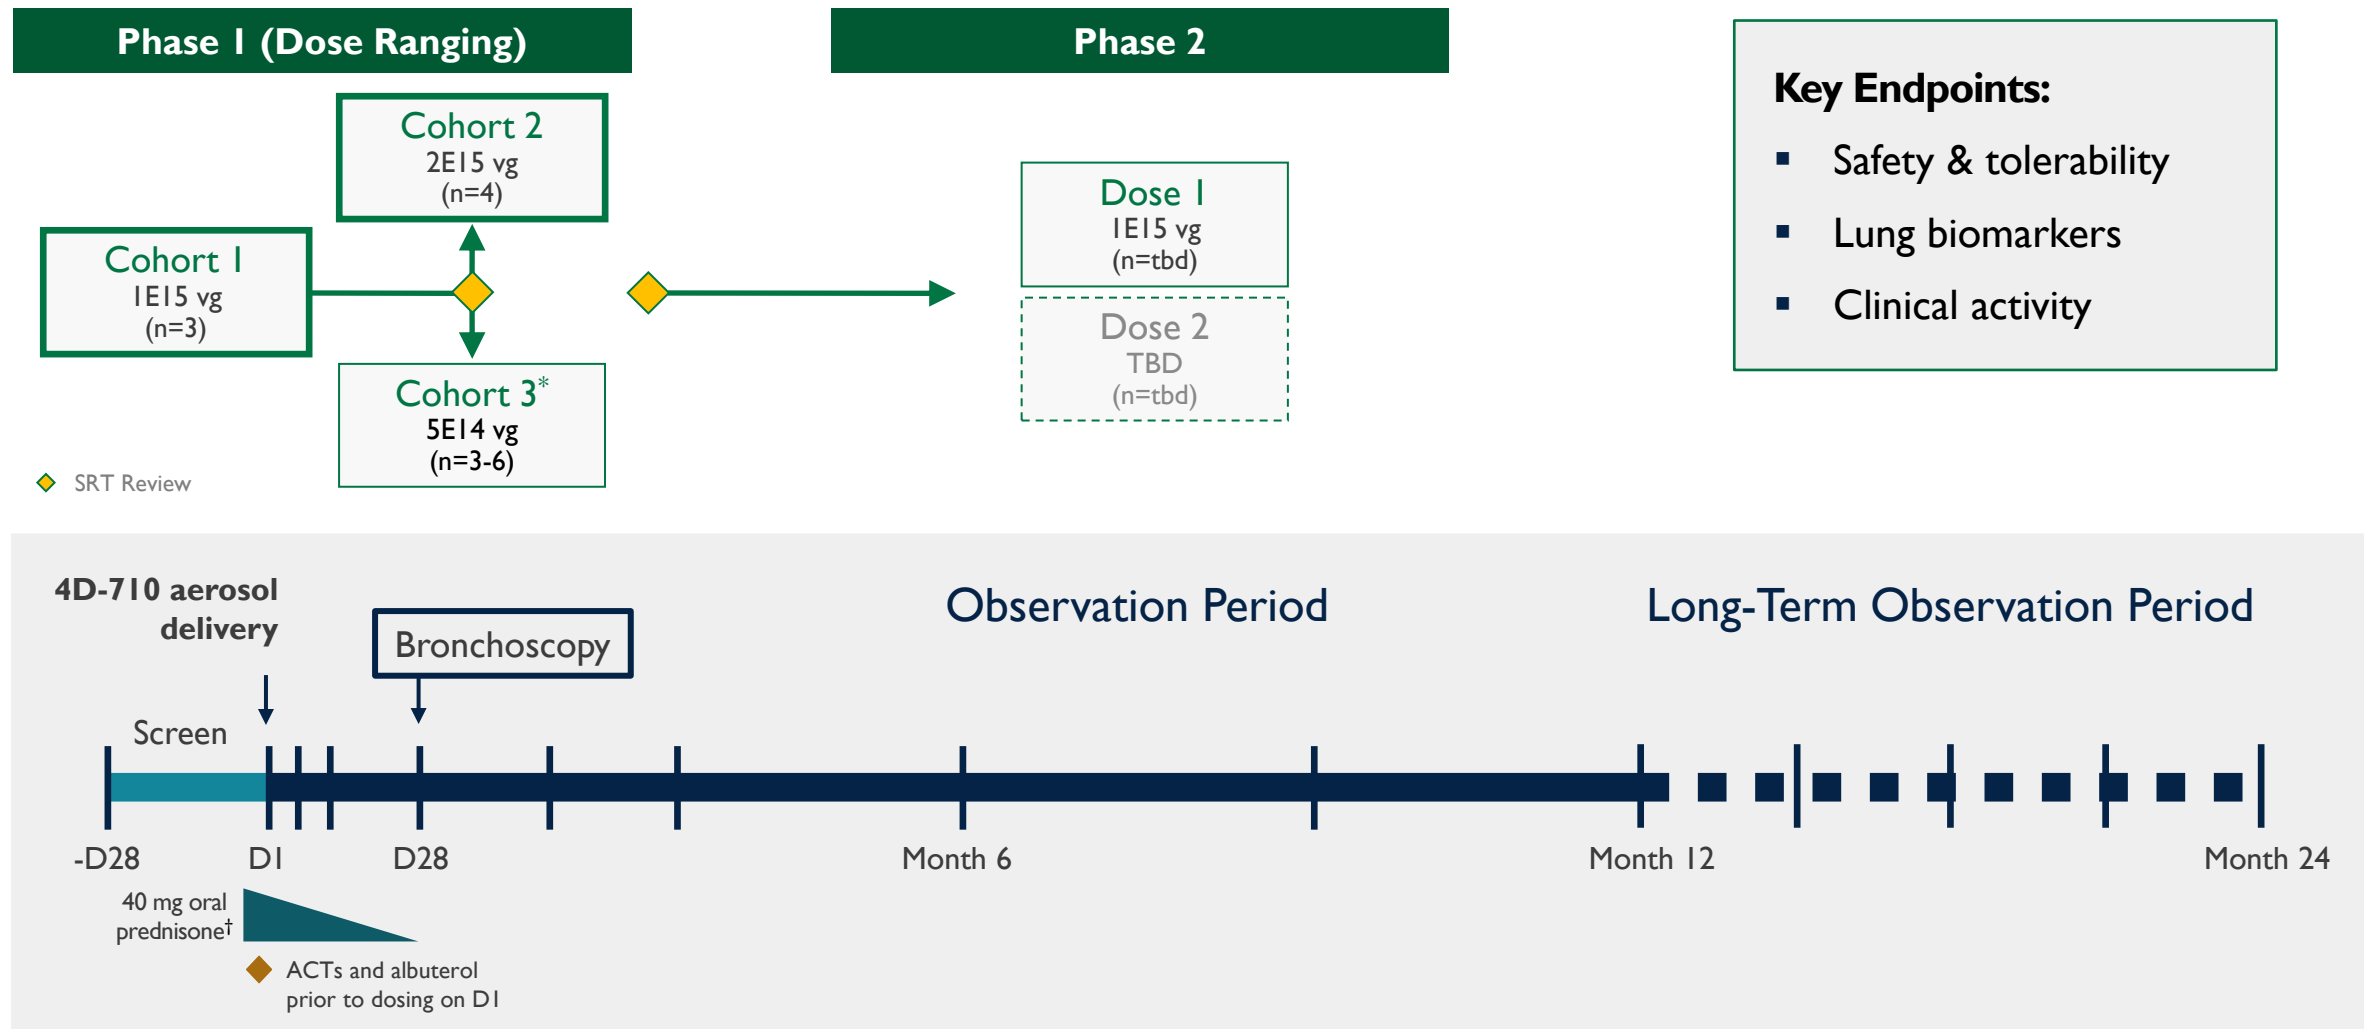 Phase 1 (Dose Ranging)
Phase 2
Cohort 2
2E15 vg
(n=4)
Cohort 1
1E15 vg
(n=3)
Cohort 3*
5E14 vg
(n=3-6)
SRT Review
Dose 1
1E15 vg
(n=tbd)
Dose 2
TBD
(n=tbd)
Key Endpoints:
▪ Safety & tolerability
▪ Lung biomarkers
▪ Clinical activity
4D-710 aerosol
delivery
Bronchoscopy
Observation Period
Long-Term Observation Period
Screen
-D28
D1
D28
Month 6
Month 12
Month 24
40 mg oral
prednisone†
ACTs and albuterol
prior to dosing on D1